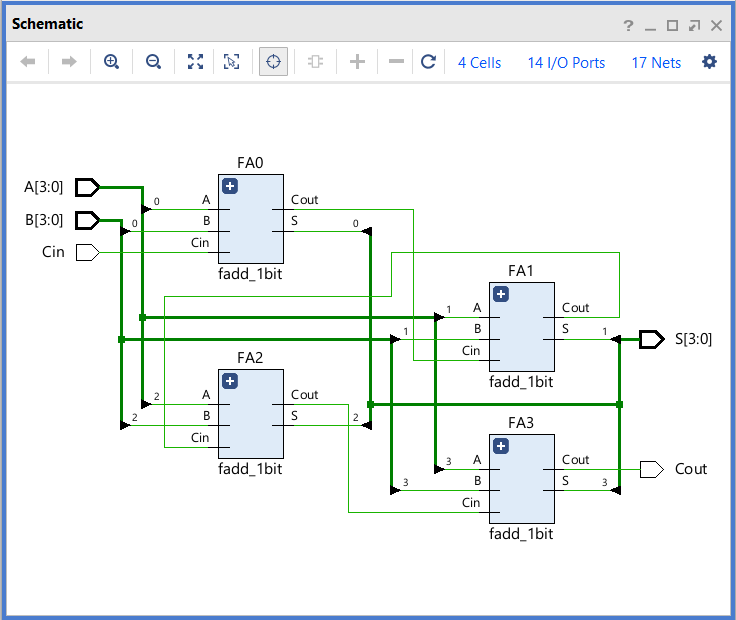 Schematic
4 Cells 14 I/O Ports 17 Nets
FA0
A[3:0] 0 A Cout
B[3:0] 0 B S 0
Cin Cin
fadd_1bit
FA1
1 A Cout
1 B S 1 S[3:0]
Cin
fadd_1bit
FA2
2 A Cout
2 B S 2
Cin
fadd_1bit
FA3
3 A Cout Cout
3 B S 3
Cin
fadd_1bit